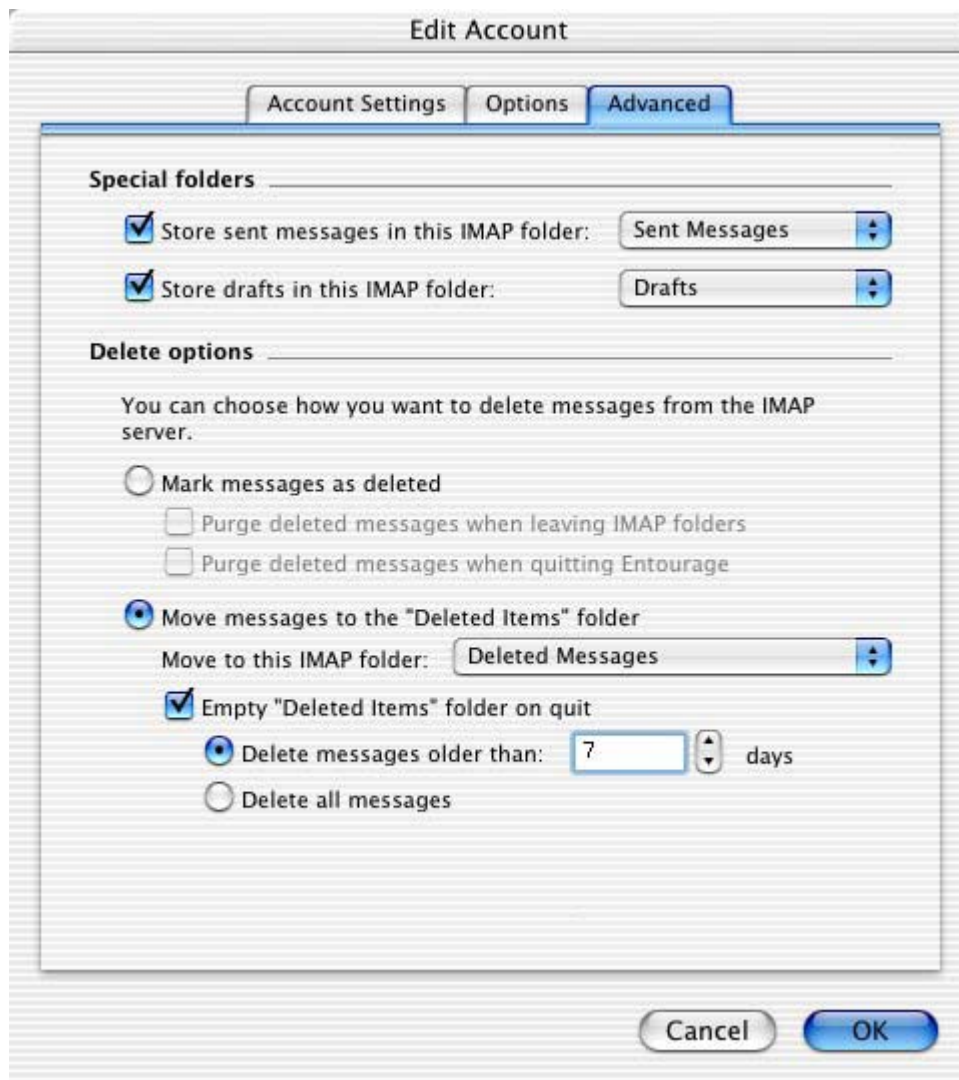 Edit Account
Account Settings Options Advanced
Special folders
Store sent messages in this IMAP folder: Sent Messages
Store drafts in this IMAP folder: Drafts
Delete options
You can choose how you want to delete messages from the IMAP
server.
Mark messages as deleted
Purge deleted messages when leaving IMAP folders
Purge deleted messages when quitting Entourage
Move messages to the "Deleted Items" folder
Move to this IMAP folder: Deleted Messages
Empty "Deleted Items" folder on quit
Delete messages older than: 7 days
Delete all messages
Cancel OK